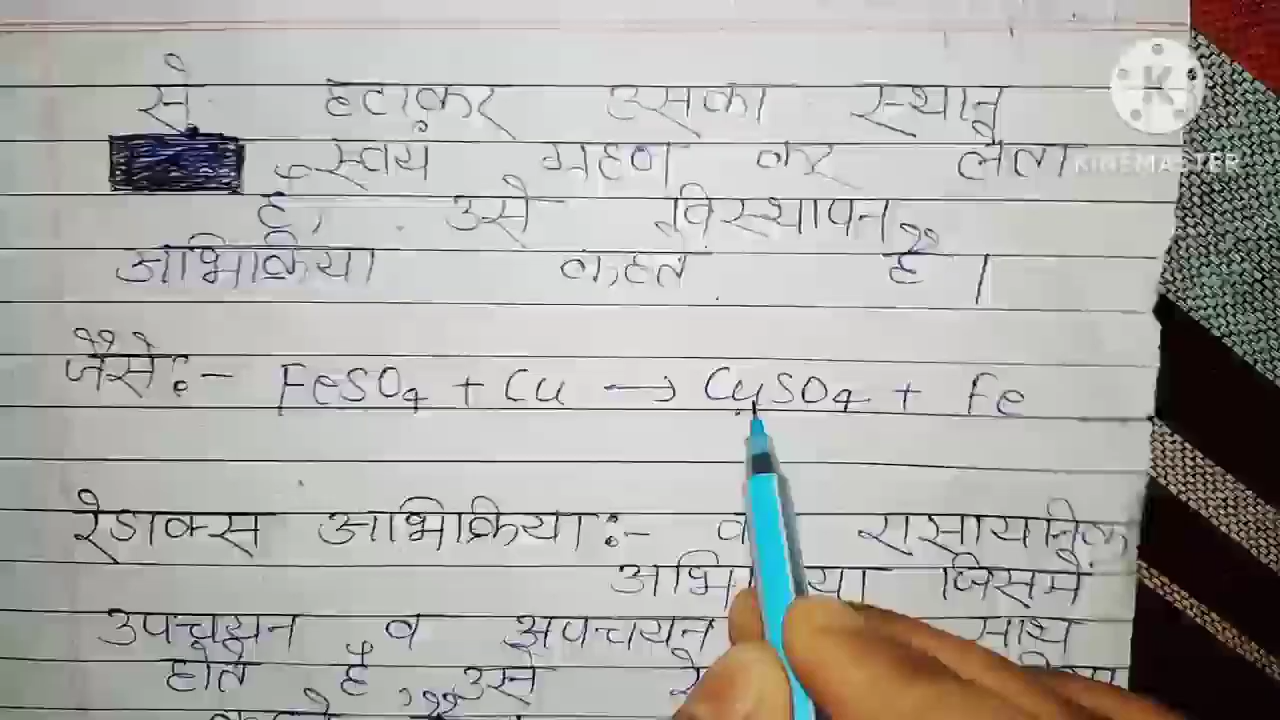 से हटाकर उसका स्थान
स्वयं ग्रहण कर लेता
है, उसे विस्थापन
अभिक्रिया कहते हैं।
जैसे:- FeSO4 + Cu → CuSO4 + Fe
रेडाक्स अभिक्रिया:- रासायनिक
जिसमें
उपचयन व अपचयन साथ
होते है उसे
KINEMASTER